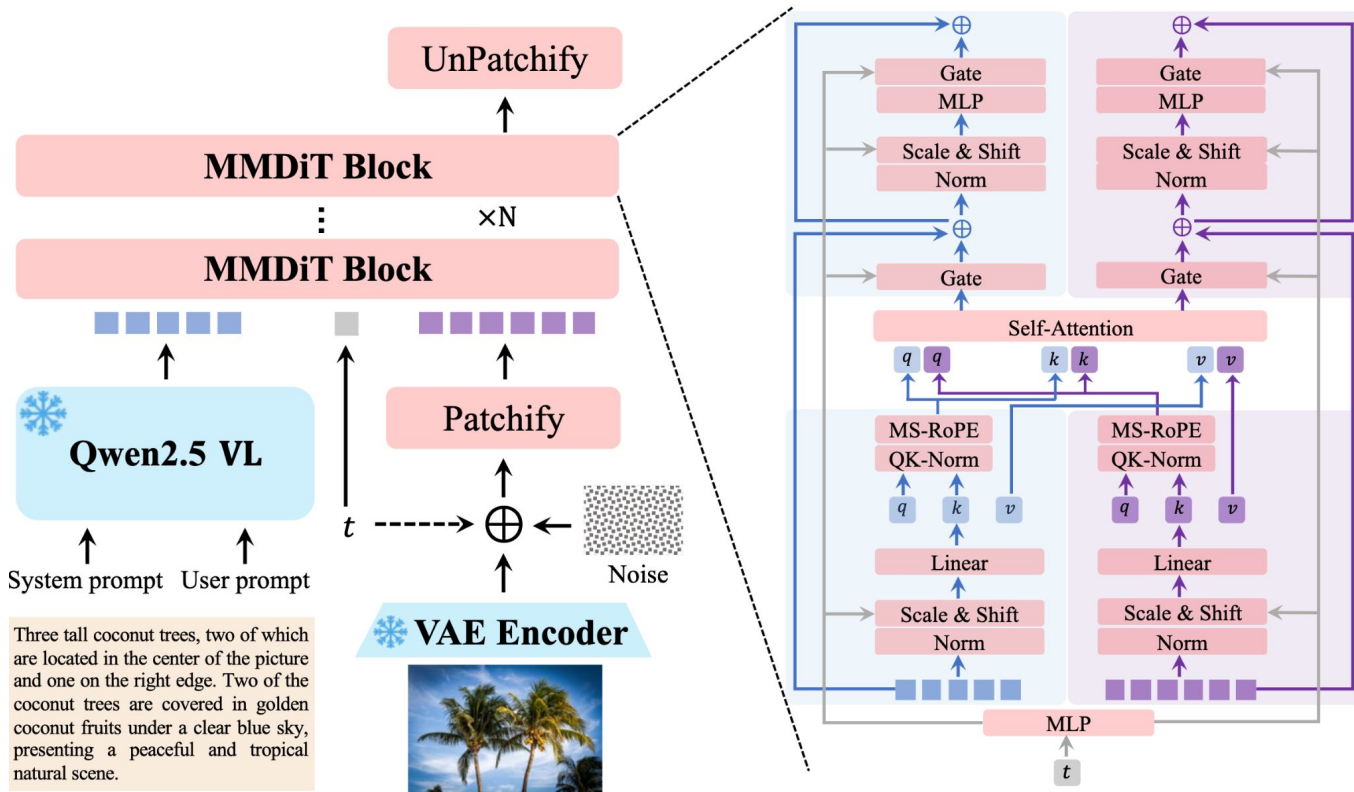 UnPatchify
MMDiT Block
⋮
×N
MMDiT Block
Patchify
Qwen2.5 VL
t
Noise
System prompt
User prompt
VAE Encoder
Three tall coconut trees, two of which
are located in the center of the picture
and one on the right edge. Two of the
coconut trees are covered in golden
coconut fruits under a clear blue sky,
presenting a peaceful and tropical
natural scene.
Gate
MLP
Scale & Shift
Norm
Gate
Gate
MLP
Scale & Shift
Norm
Gate
Self-Attention
q q k k v v
MS-RoPE
QK-Norm
q k v
Linear
Scale & Shift
Norm
MS-RoPE
QK-Norm
q k v
Linear
Scale & Shift
Norm
MLP
t